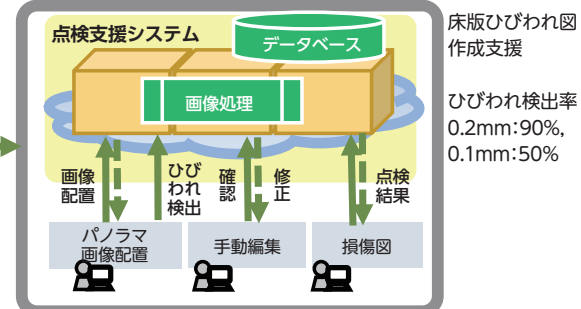 点検支援システム
データベース
画像処理
画像
配置
ひび
われ
検出
確
認
修
正
点検
結果
パノラマ
画像配置
手動編集
損傷図
床版ひびわれ図
作成支援
ひびわれ検出率
0.2mm:90%,
0.1mm:50%